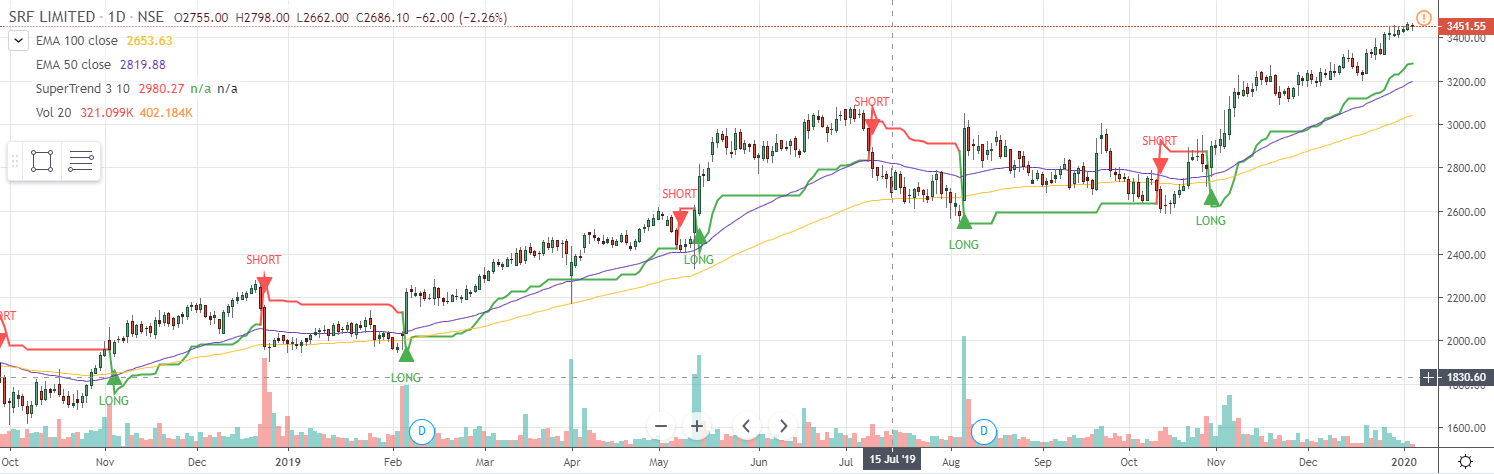 SRF LIMITED · 1D · NSE O2755.00 H2798.00 L2662.00 C2686.10 −62.00 (−2.26%)
EMA 100 close 2653.63
EMA 50 close 2819.88
SuperTrend 3 10 2980.27 n/a n/a
Vol 20 321.099K 402.184K
3451.55
3400.00
3200.00
SHORT
3000.00
SHORT
2800.00
SHORT
2600.00
LONG
LONG
LONG
2400.00
SHORT
2200.00
2000.00
LONG
1830.60
LONG
D
D
1600.00
Oct Nov Dec 2019 Feb Mar Apr May Jun Jul 15 Jul '19 Aug Sep Oct Nov Dec 2020